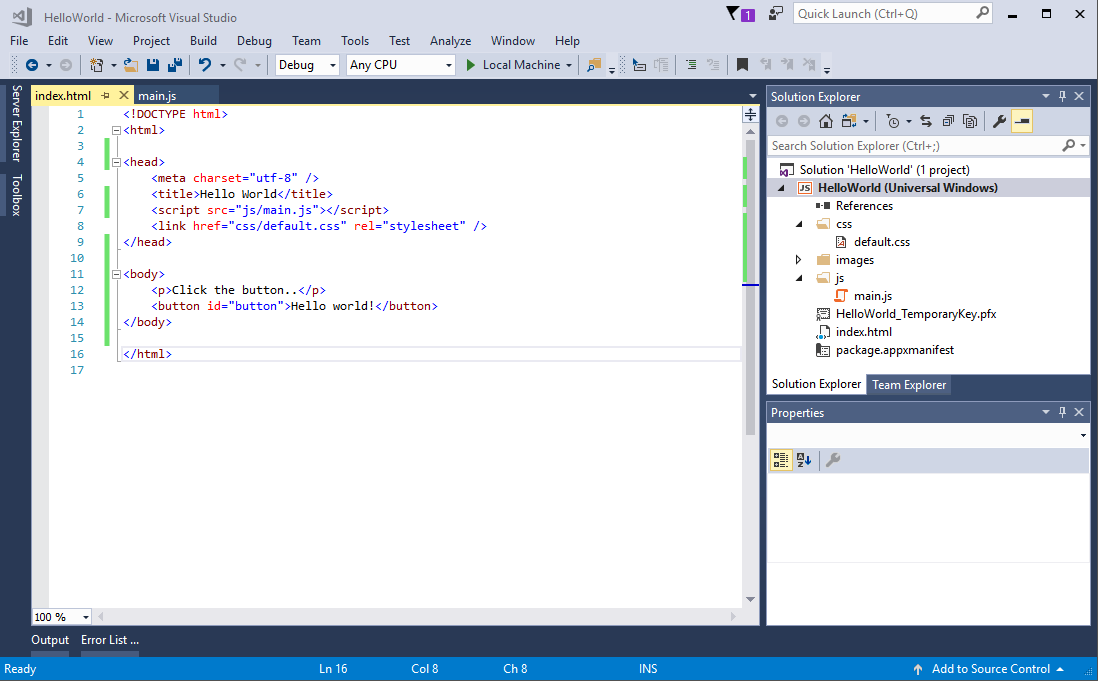 HelloWorld - Microsoft Visual Studio
1
Quick Launch (Ctrl+Q)
File Edit View Project Build Debug Team Tools Test Analyze Window Help
Debug Any CPU Local Machine
Server Explorer
Toolbox
index.html main.js
1 <!DOCTYPE html>
2 <html>
3
4 <head>
5 <meta charset="utf-8" />
6 <title>Hello World</title>
7 <script src="js/main.js"></script>
8 <link href="css/default.css" rel="stylesheet" />
9 </head>
10
11 <body>
12 <p>Click the button..</p>
13 <button id="button">Hello world!</button>
14 </body>
15
16 </html>
17
100 %
Solution Explorer
Search Solution Explorer (Ctrl+;)
Solution 'HelloWorld' (1 project)
JS HelloWorld (Universal Windows)
References
css
default.css
images
js
main.js
HelloWorld_TemporaryKey.pfx
index.html
package.appxmanifest
Solution Explorer Team Explorer
Properties
Output Error List ...
Ready Ln 16 Col 8 Ch 8 INS Add to Source Control